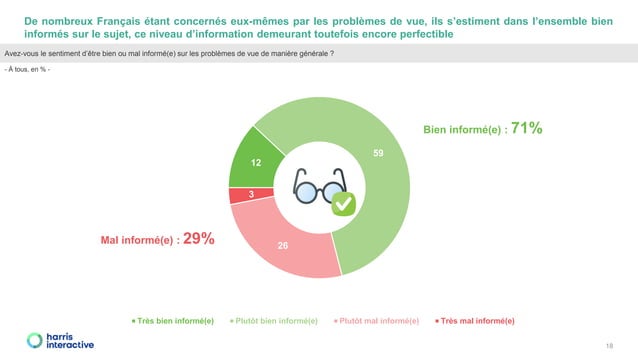 De nombreux Français étant concernés eux-mêmes par les problèmes de vue, ils s’estiment dans l’ensemble bien
informés sur le sujet, ce niveau d’information demeurant toutefois encore perfectible
Avez-vous le sentiment d’être bien ou mal informé(e) sur les problèmes de vue de manière générale ?
- À tous, en % -
Bien informé(e) : 71%
59
12
3
26
Mal informé(e) : 29%
Très bien informé(e) Plutôt bien informé(e) Plutôt mal informé(e) Très mal informé(e)
harris
interactive
18